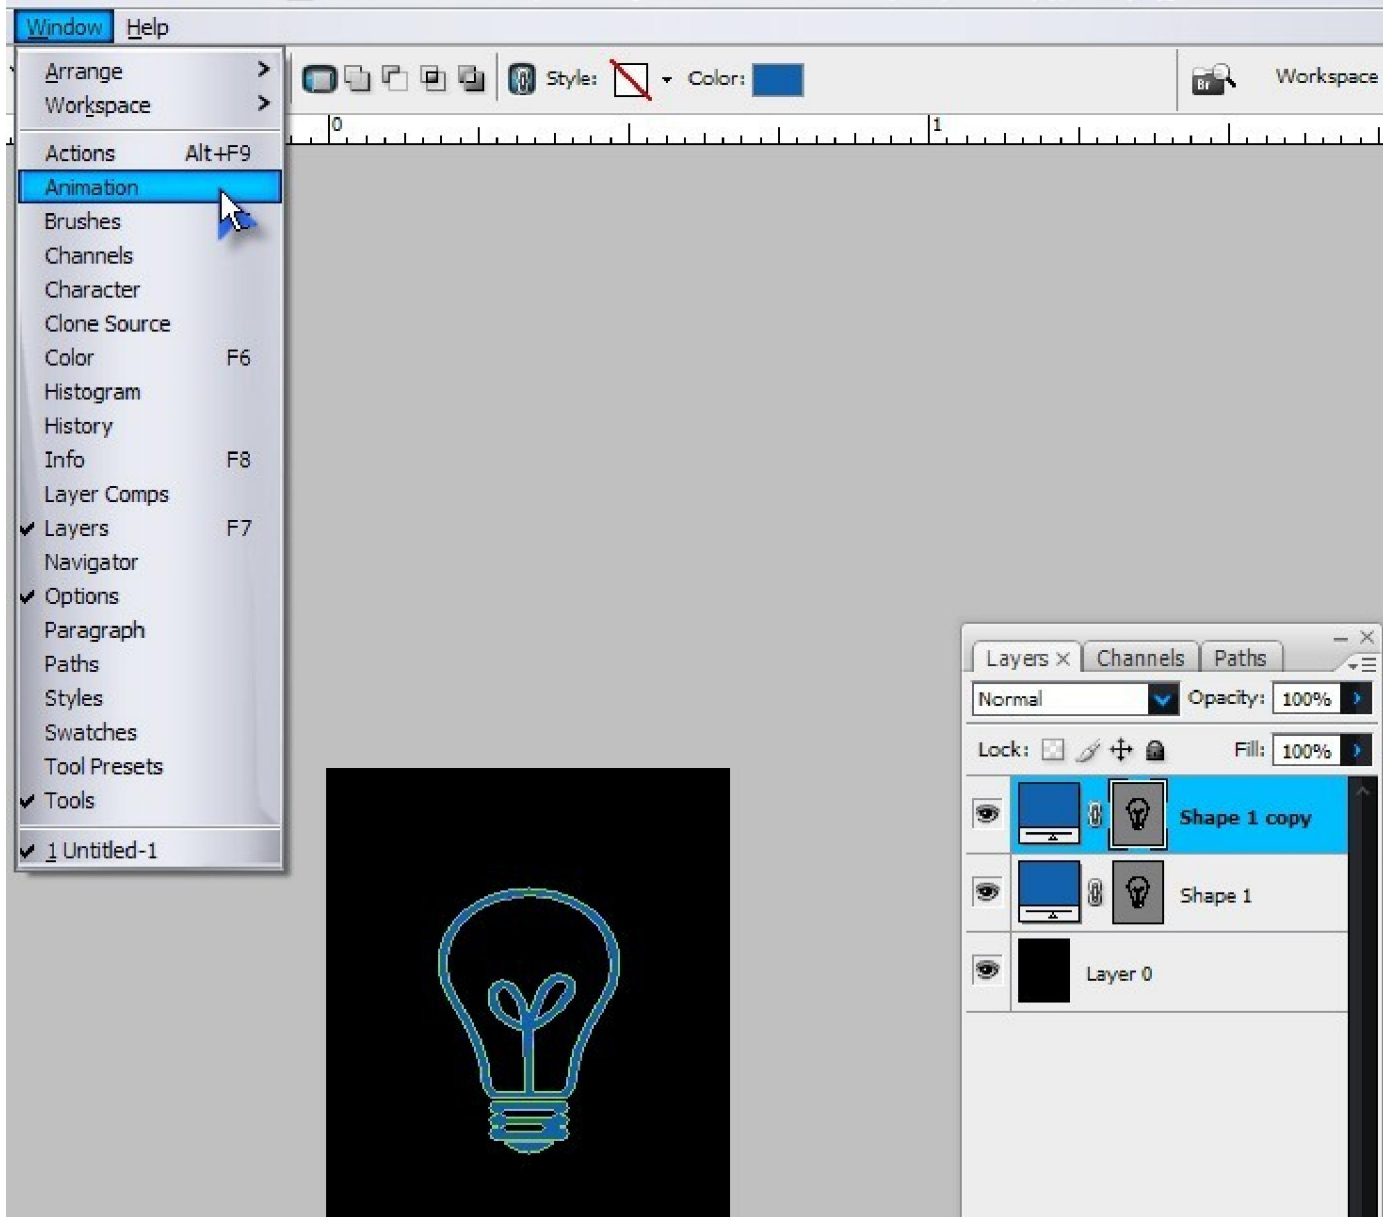 Window Help
Style: Color: Br Workspace
0 1
Arrange
Workspace
Actions Alt+F9
Animation
Brushes
Channels
Character
Clone Source
Color F6
Histogram
History
Info F8
Layer Comps
Layers F7
Navigator
Options
Paragraph
Paths
Styles
Swatches
Tool Presets
Tools
1 Untitled-1
Layers Channels Paths
Normal Opacity: 100%
Lock: Fill: 100%
Shape 1 copy
Shape 1
Layer 0